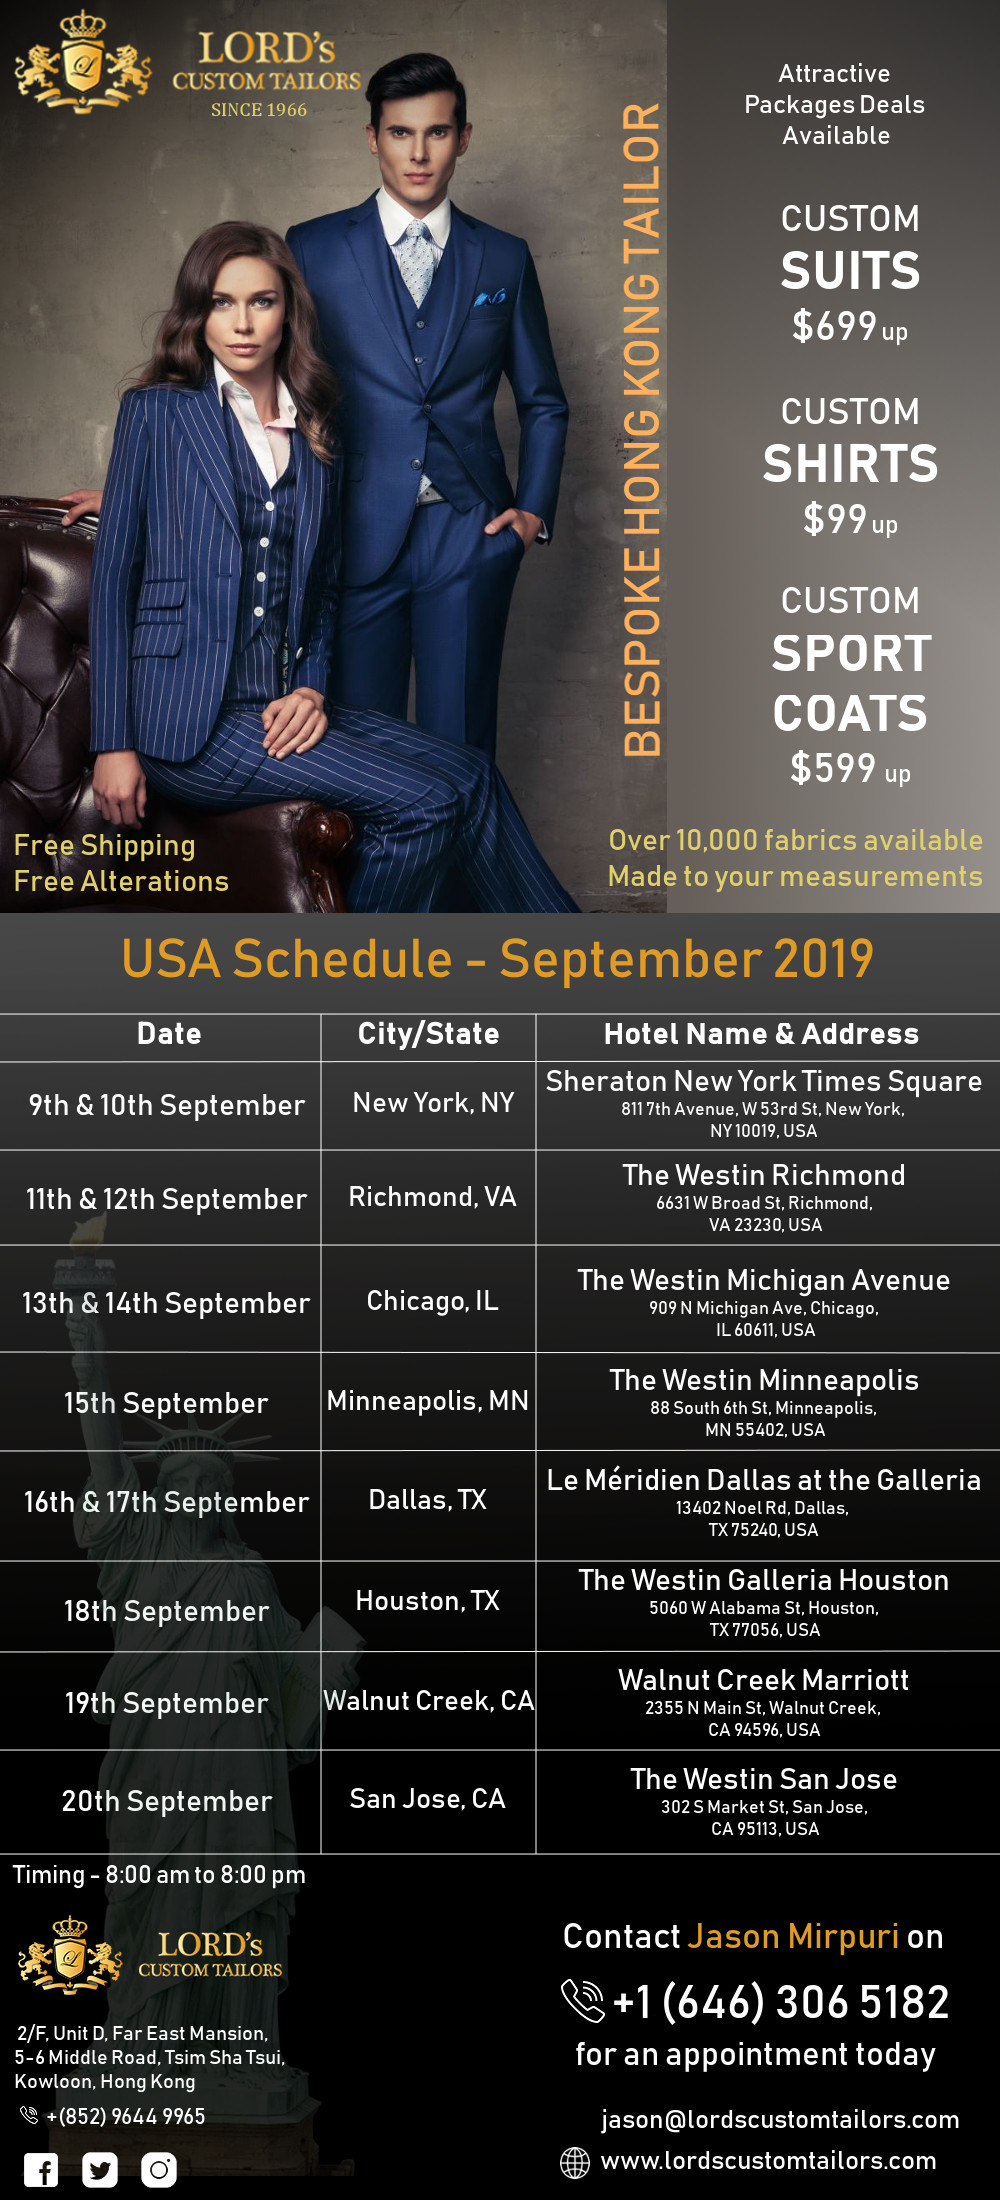 LORD's
CUSTOM TAILORS
SINCE 1966
BESPOKE HONG KONG TAILOR
Attractive
Packages Deals
Available
CUSTOM
SUITS
$699 up
CUSTOM
SHIRTS
$99 up
CUSTOM
SPORT
COATS
$599 up
Free Shipping
Free Alterations
Over 10,000 fabrics available
Made to your measurements
USA Schedule - September 2019
Date City/State Hotel Name & Address
9th & 10th September New York, NY Sheraton New York Times Square
811 7th Avenue, W 53rd St, New York,
NY 10019, USA
11th & 12th September Richmond, VA The Westin Richmond
6631 W Broad St, Richmond,
VA 23230, USA
13th & 14th September Chicago, IL The Westin Michigan Avenue
909 N Michigan Ave, Chicago,
IL 60611, USA
15th September Minneapolis, MN The Westin Minneapolis
88 South 6th St, Minneapolis,
MN 55402, USA
16th & 17th September Dallas, TX Le Méridien Dallas at the Galleria
13402 Noel Rd, Dallas,
TX 75240, USA
18th September Houston, TX The Westin Galleria Houston
5060 W Alabama St, Houston,
TX 77056, USA
19th September Walnut Creek, CA Walnut Creek Marriott
2355 N Main St, Walnut Creek,
CA 94596, USA
20th September San Jose, CA The Westin San Jose
302 S Market St, San Jose,
CA 95113, USA
Timing - 8:00 am to 8:00 pm
LORD's
CUSTOM TAILORS
2/F, Unit D, Far East Mansion,
5-6 Middle Road, Tsim Sha Tsui,
Kowloon, Hong Kong
+(852) 9644 9965
Contact Jason Mirpuri on
+1 (646) 306 5182
for an appointment today
jason@lordscustomtailors.com
www.lordscustomtailors.com